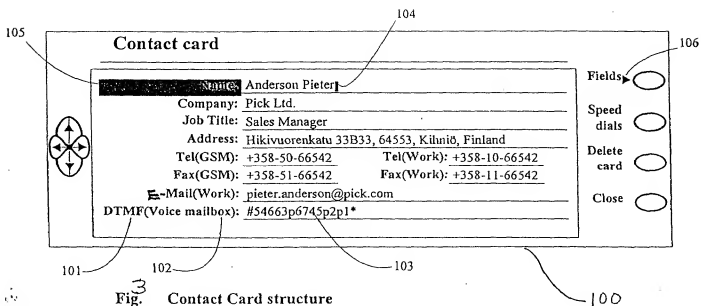 104
105
106
Contact card
Fields
Name: Anderson Pieter
Company: Pick Ltd.
Speed dials
Job Title: Sales Manager
Address: Hikivuorenkatu 33B33, 64553, Kihniö, Finland
Delete card
Tel(GSM): +358-50-66542 Tel(Work): +358-10-66542
Fax(GSM): +358-51-66542 Fax(Work): +358-11-66542
Close
E-Mail(Work): pieter.anderson@pick.com
DTMF(Voice mailbox): #54663p6745p2p1*
101
102
103
Fig. 3 Contact Card structure
100